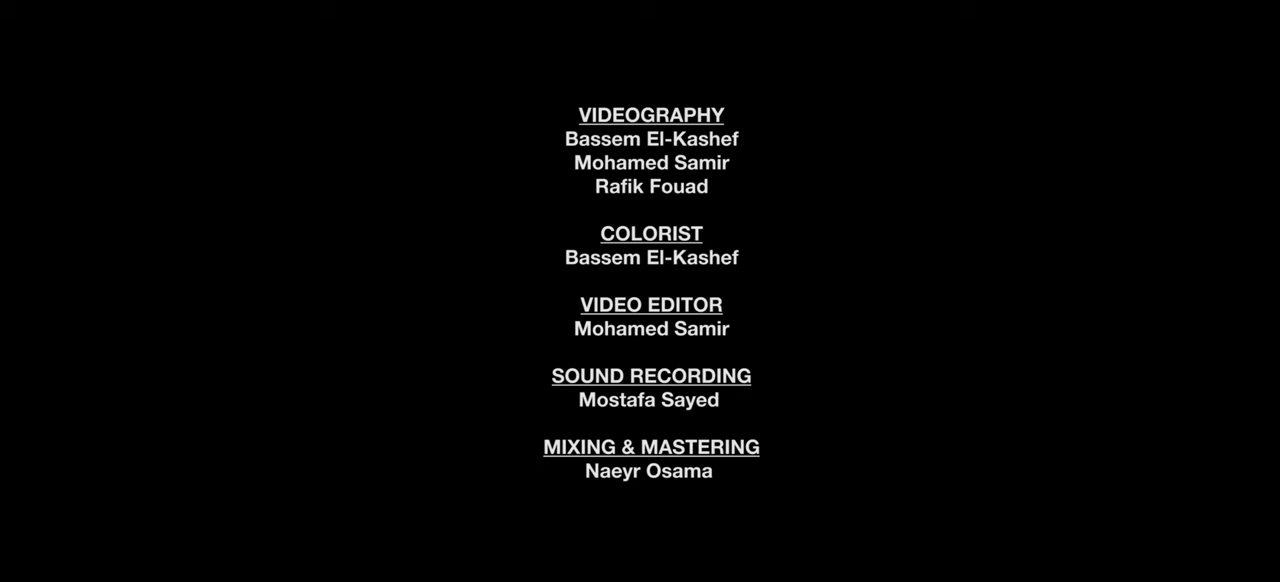 VIDEOGRAPHY
Bassem El-Kashef
Mohamed Samir
Rafik Fouad
COLORIST
Bassem El-Kashef
VIDEO EDITOR
Mohamed Samir
SOUND RECORDING
Mostafa Sayed
MIXING & MASTERING
Naeyr Osama